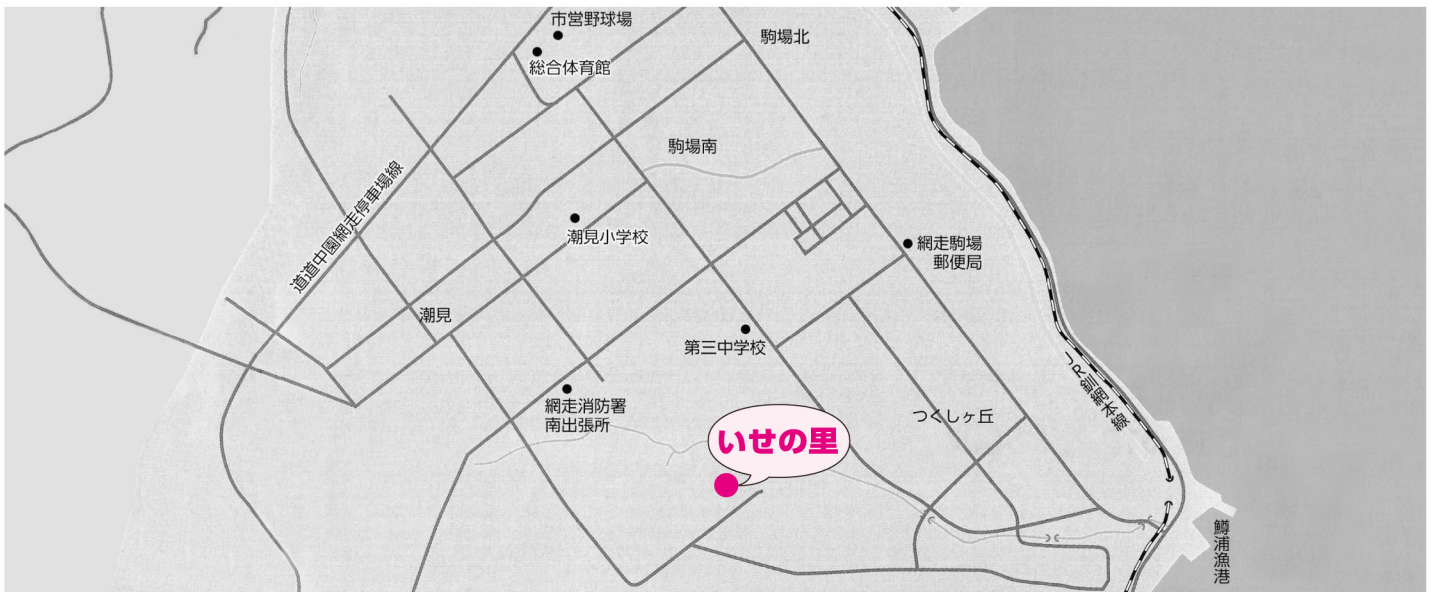 市営野球場
総合体育館
駒場北
駒場南
道道中園網走停車場線
潮見小学校
網走駒場
郵便局
潮見
第三中学校
JR釧網本線
網走消防署
南出張所
つくしヶ丘
いせの里
鱒浦漁港